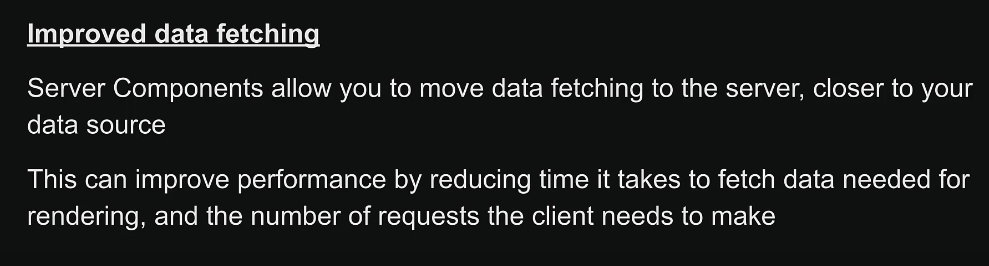 Improved data fetching
Server Components allow you to move data fetching to the server, closer to your
data source
This can improve performance by reducing time it takes to fetch data needed for
rendering, and the number of requests the client needs to make